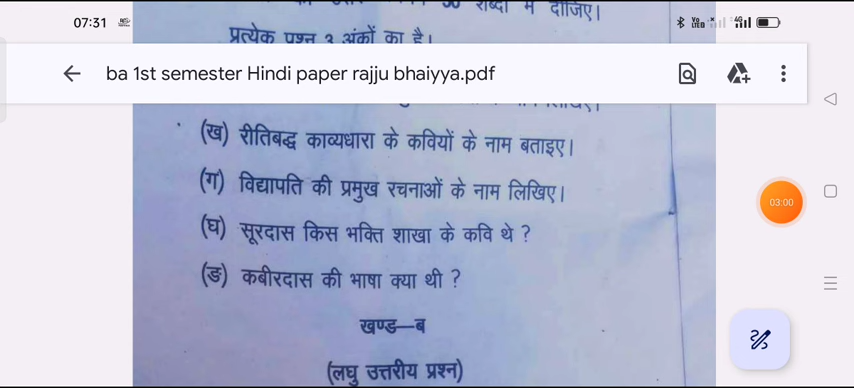 07:31
4G
प्रत्येक प्रश्न 3 अंकों का है।
ba 1st semester Hindi paper rajju bhaiyya.pdf
(ख) रीतिबद्ध काव्यधारा के कवियों के नाम बताइए।
(ग) विद्यापति की प्रमुख रचनाओं के नाम लिखिए।
03:00
(घ) सूरदास किस भक्ति शाखा के कवि थे ?
(ङ) कबीरदास की भाषा क्या थी ?
खण्ड—ब
(लघु उत्तरीय प्रश्न)